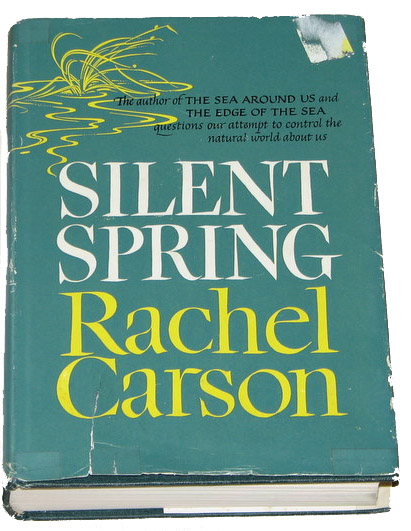 The author of THE SEA AROUND US and
THE EDGE OF THE SEA
questions our attempt to control the
natural world about us
SILENT
SPRING
Rachel
Carson